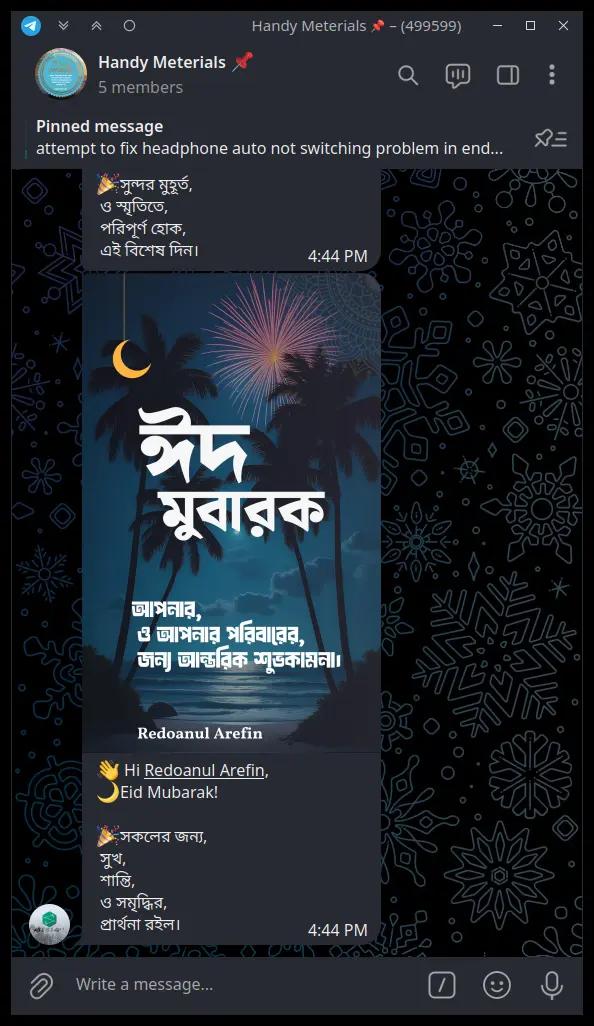 Handy Meterials 📌 – (499599)
Handy Meterials 📌
5 members
Pinned message
attempt to fix headphone auto not switching problem in end...
🎉সুন্দর মুহূর্ত,
ও স্মৃতিতে,
পরিপূর্ণ হোক,
এই বিশেষ দিন।
4:44 PM
ঈদ
মুবারক
আপনার,
ও আপনার পরিবারের,
জন্য আন্তরিক শুভকামনা।
Redoanul Arefin
👋 Hi Redoanul Arefin,
🌙Eid Mubarak!
🎉সকলের জন্য,
সুখ,
শান্তি,
ও সমৃদ্ধির,
প্রার্থনা রইল।
4:44 PM
Write a message...